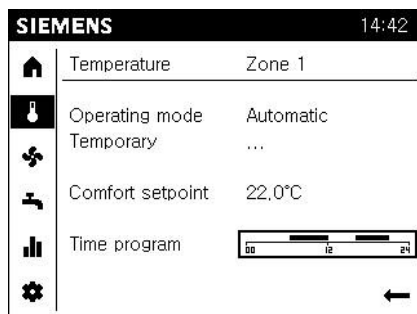 SIEMENS 14:42
Temperature Zone 1
Operating mode Automatic
Temporary ...
Comfort setpoint 22,0°C
Time program 00 12 24